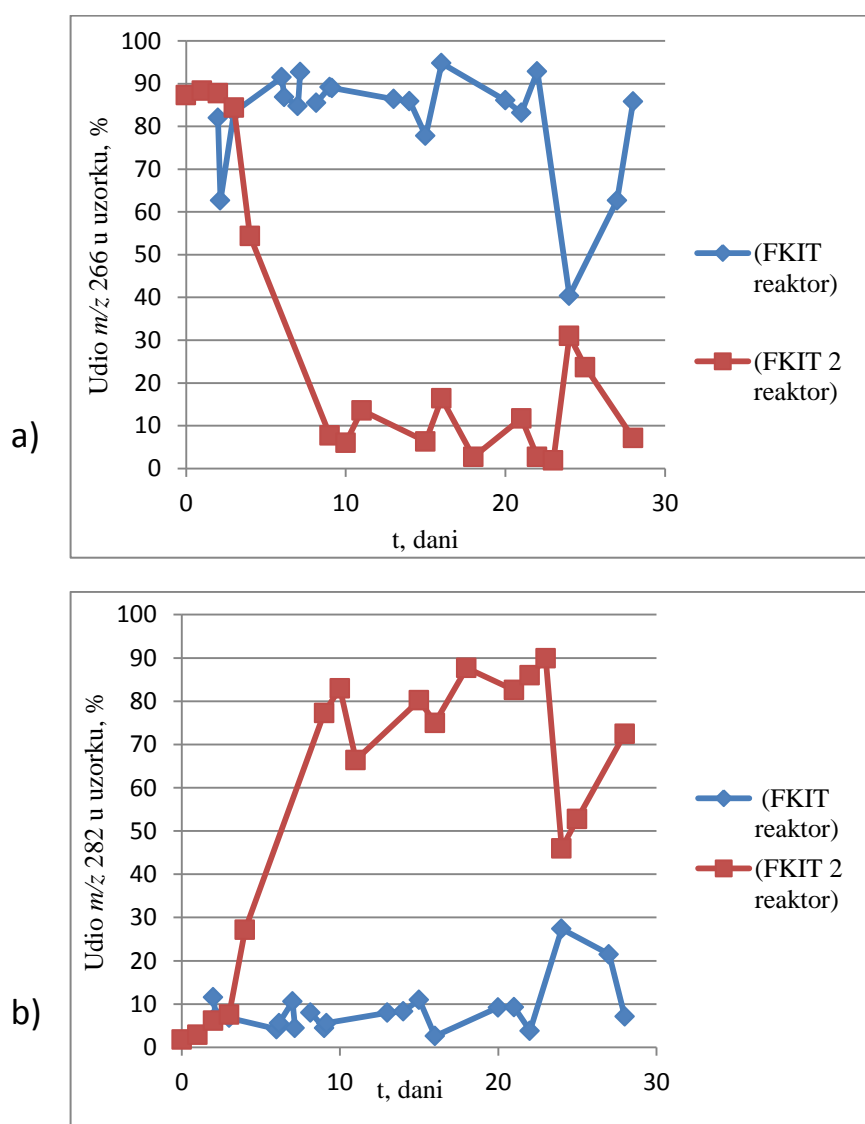 100
90
80
70
60
50
40
30
20
10
0
Udio m/z 266 u uzorku, %
0 10 20 30
t, dani
(FKIT
reaktor)
(FKIT 2
reaktor)
a)
100
90
80
70
60
50
40
30
20
10
0
Udio m/z 282 u uzorku, %
0 10 20 30
t, dani
(FKIT
reaktor)
(FKIT 2
reaktor)
b)